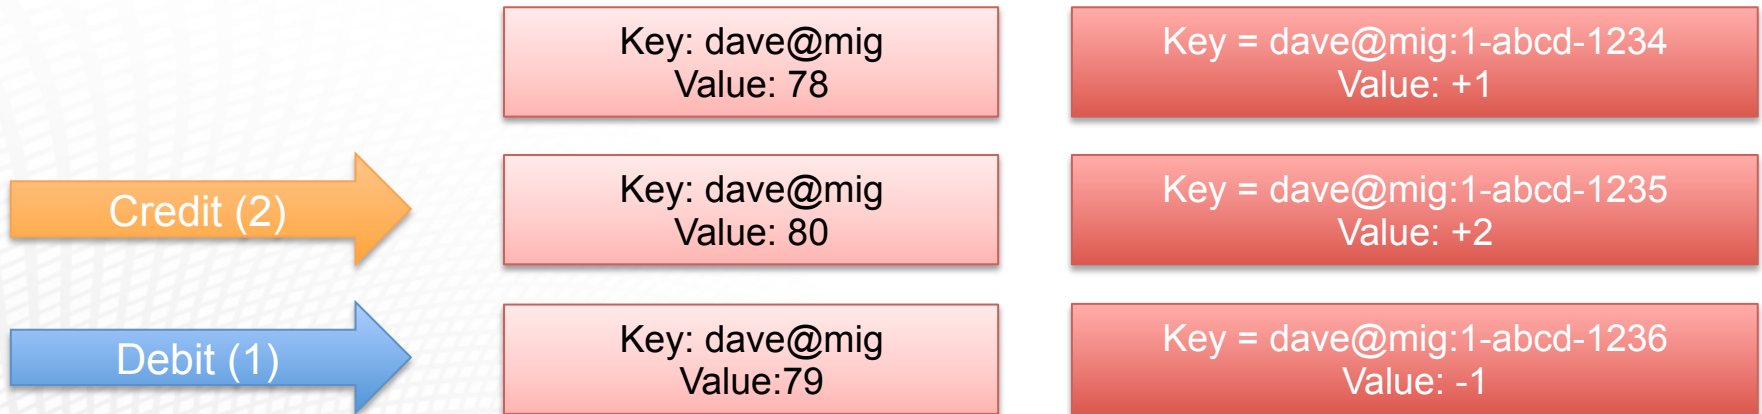 Key: dave@mig
Value: 78
Key = dave@mig:1-abcd-1234
Value: +1
Credit (2)
Key: dave@mig
Value: 80
Key = dave@mig:1-abcd-1235
Value: +2
Debit (1)
Key: dave@mig
Value:79
Key = dave@mig:1-abcd-1236
Value: -1